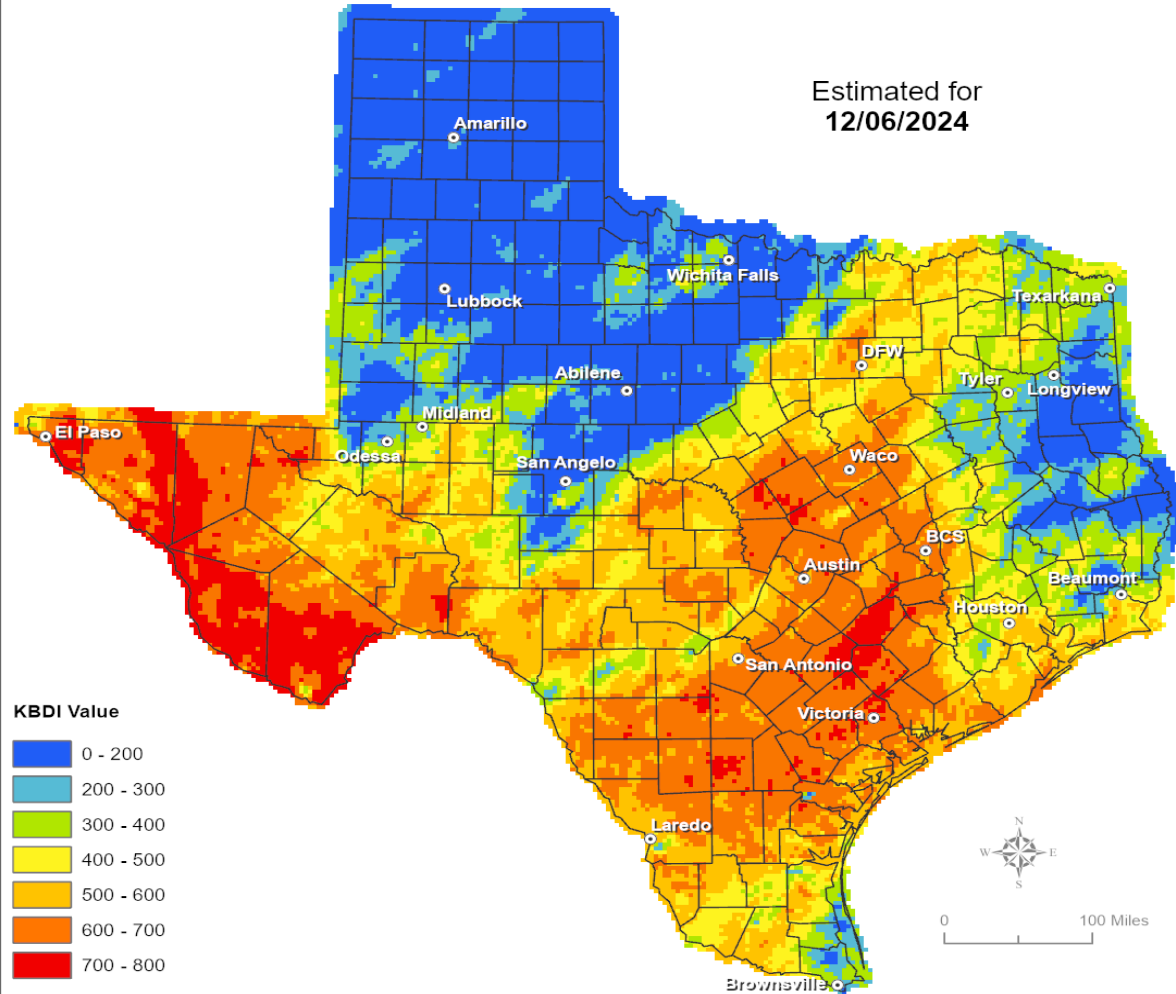 Estimated for
12/06/2024
Amarillo
Wichita Falls
Lubbock
Texarkana
DFW
Abilene
Tyler
Longview
Midland
El Paso
Odessa
San Angelo
Waco
BCS
Austin
Beaumont
Houston
San Antonio
Victoria
Laredo
Brownsville
KBDI Value
0 - 200
200 - 300
300 - 400
400 - 500
500 - 600
600 - 700
700 - 800
N
W
E
S
0
100 Miles